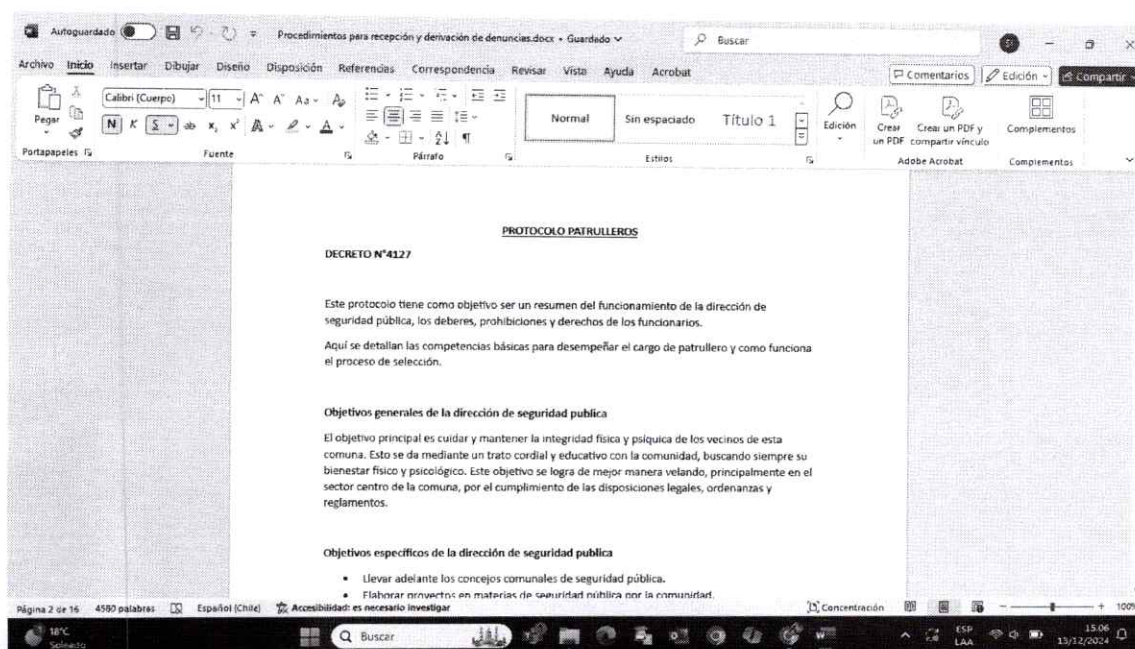 Autoguardado
Procedimientos para recepción y derivación de denuncias.docx • Guardado
Buscar
SI
Archivo Inicio Insertar Dibujar Diseño Disposición Referencias Correspondencia Revisar Vista Ayuda Acrobat
Comentarios Edición Compartir
Pegar
Calibri (Cuerpo) 11 A^ A˅ Aa
N K S ab x₂ x² A A
Normal Sin espaciado Título 1
Edición
Crear un PDF
Crear un PDF y compartir vínculo
Complementos
Portapapeles Fuente Párrafo Estilos Adobe Acrobat Complementos
PROTOCOLO PATRULLEROS
DECRETO N°4127
Este protocolo tiene como objetivo ser un resumen del funcionamiento de la dirección de
seguridad pública, los deberes, prohibiciones y derechos de los funcionarios.
Aquí se detallan las competencias básicas para desempeñar el cargo de patrullero y como funciona
el proceso de selección.
Objetivos generales de la dirección de seguridad publica
El objetivo principal es cuidar y mantener la integridad física y psíquica de los vecinos de esta
comuna. Esto se da mediante un trato cordial y educativo con la comunidad, buscando siempre su
bienestar físico y psicológico. Este objetivo se logra de mejor manera velando, principalmente en el
sector centro de la comuna, por el cumplimiento de las disposiciones legales, ordenanzas y
reglamentos.
Objetivos específicos de la dirección de seguridad publica
• Llevar adelante los concejos comunales de seguridad pública.
• Elaborar proyectos en materias de seguridad pública por la comunidad.
Página 2 de 16 4580 palabras Español (Chile) Accesibilidad: es necesario investigar Concentración 100%
18°C
Soleado
Buscar
ESP
LAA
15:06
13/12/2024